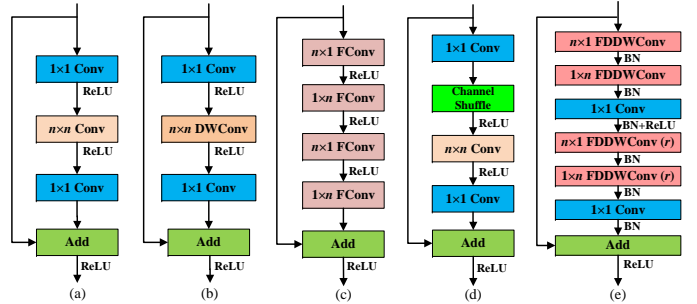 1×1 Conv
ReLU
n×n Conv
ReLU
1×1 Conv
Add
ReLU
(a)
1×1 Conv
ReLU
n×n DWConv
ReLU
1×1 Conv
Add
ReLU
(b)
n×1 FConv
ReLU
1×n FConv
ReLU
n×1 FConv
ReLU
1×n FConv
Add
ReLU
(c)
1×1 Conv
ReLU
Channel
Shuffle
ReLU
n×n Conv
ReLU
1×1 Conv
Add
ReLU
(d)
n×1 FDDWConv
BN
1×n FDDWConv
BN
1×1 Conv
BN+ReLU
n×1 FDDWConv (r)
BN
1×n FDDWConv (r)
BN
1×1 Conv
BN
Add
ReLU
(e)